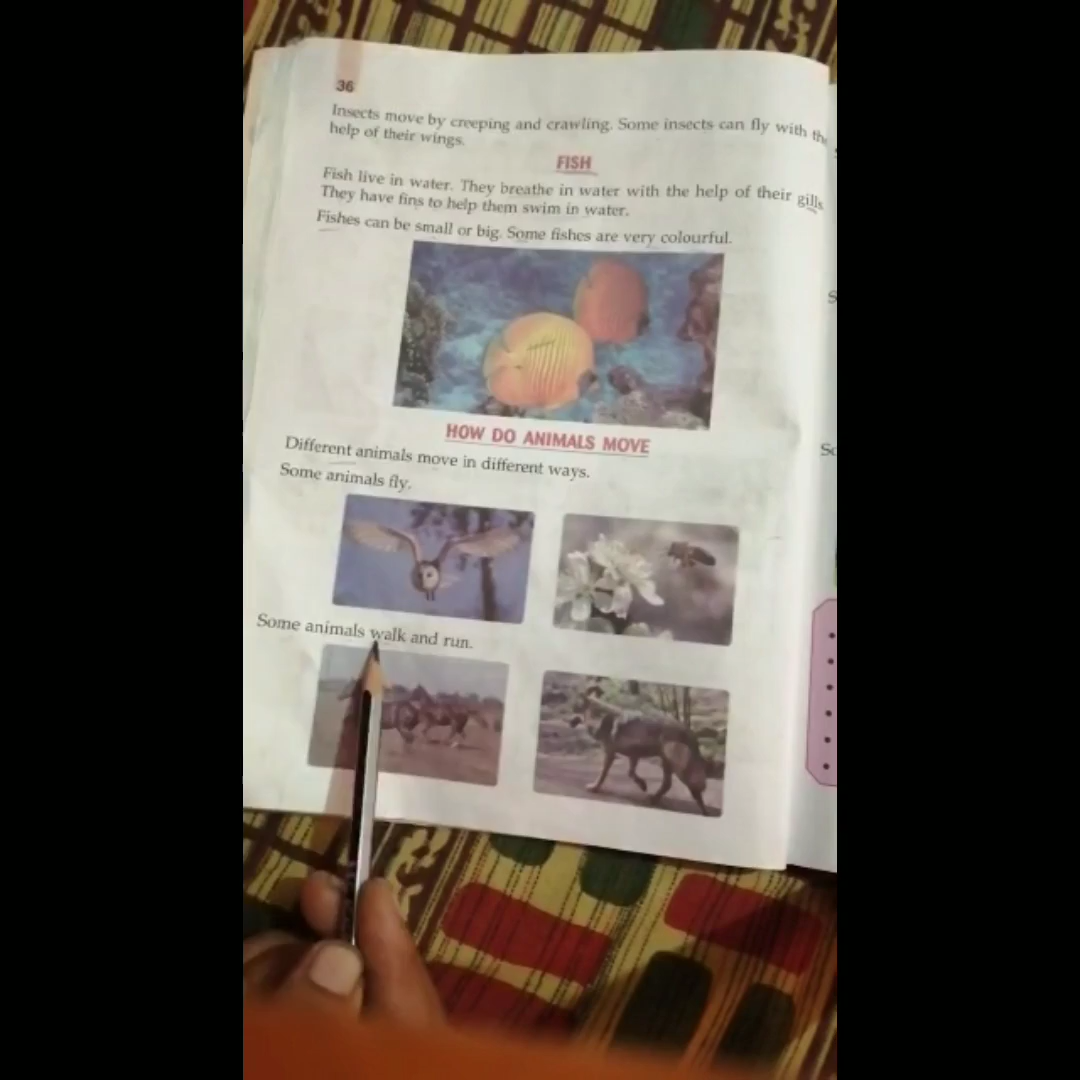 36
Insects move by creeping and crawling. Some insects can fly with the
help of their wings.
FISH
Fish live in water. They breathe in water with the help of their gills.
They have fins to help them swim in water.
Fishes can be small or big. Some fishes are very colourful.
HOW DO ANIMALS MOVE
Different animals move in different ways.
Some animals fly.
Some animals walk and run.